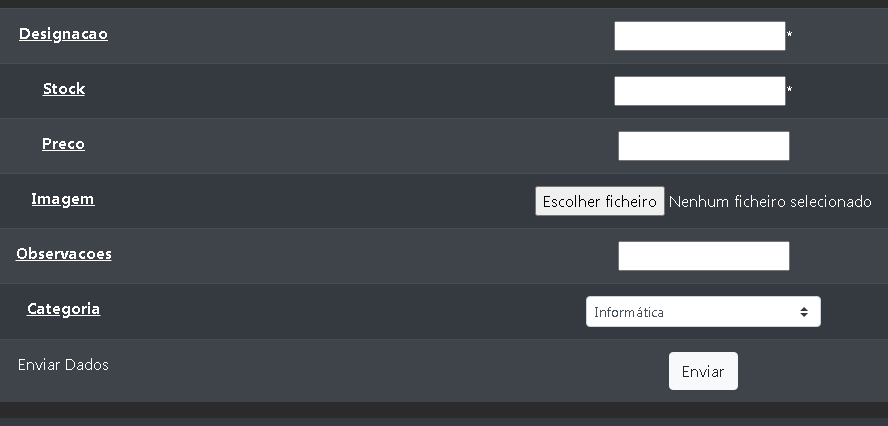 Designacao *
Stock *
Preco
Imagem Escolher ficheiro Nenhum ficheiro selecionado
Observacoes
Categoria Informática
Enviar Dados Enviar